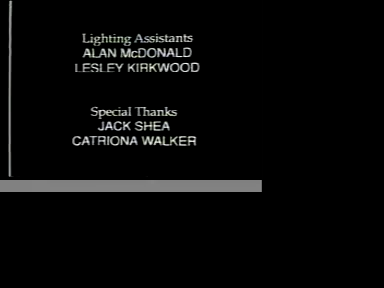 Lighting Assistants
ALAN McDONALD
LESLEY KIRKWOOD
Special Thanks
JACK SHEA
CATRIONA WALKER